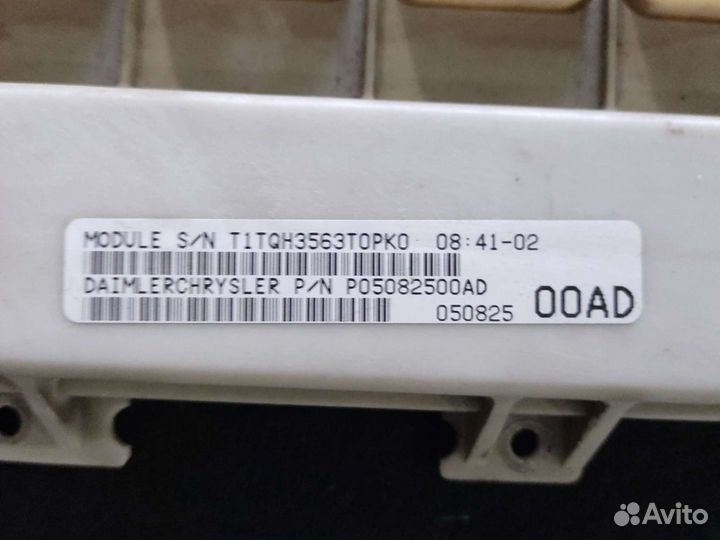 MODULE S/N T1TQH3563T0PK0 08:41-02
DAIMLERCHRYSLER P/N P05082500AD
050825 00AD
Avito